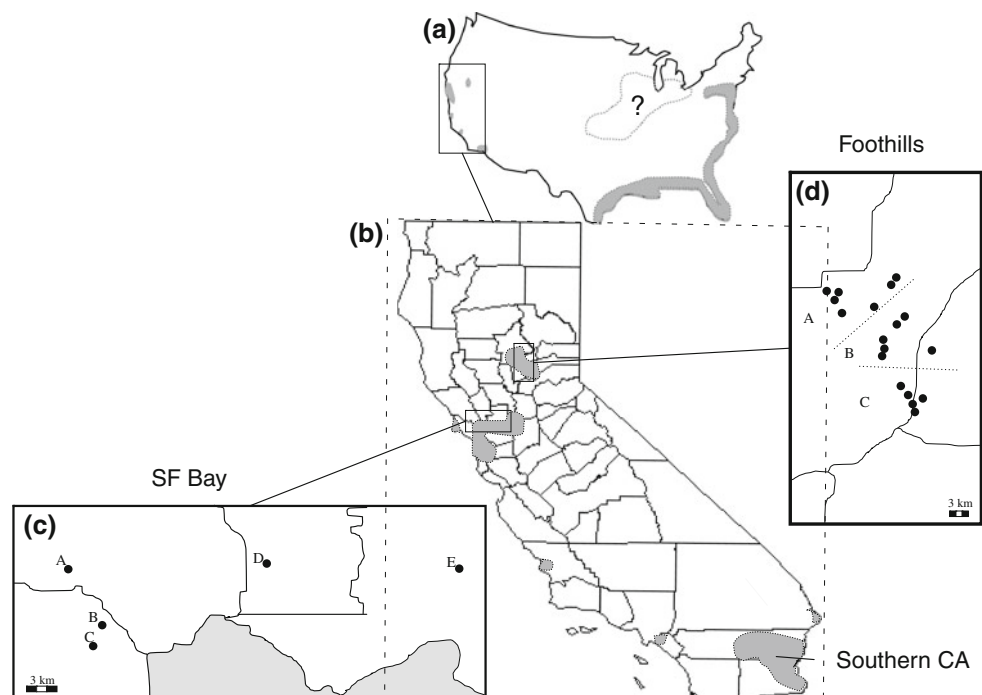 (a)
?
Foothills
(d)
(b)
A
B
C
3 km
SF Bay
(c)
A
D
E
B
C
3 km
Southern CA